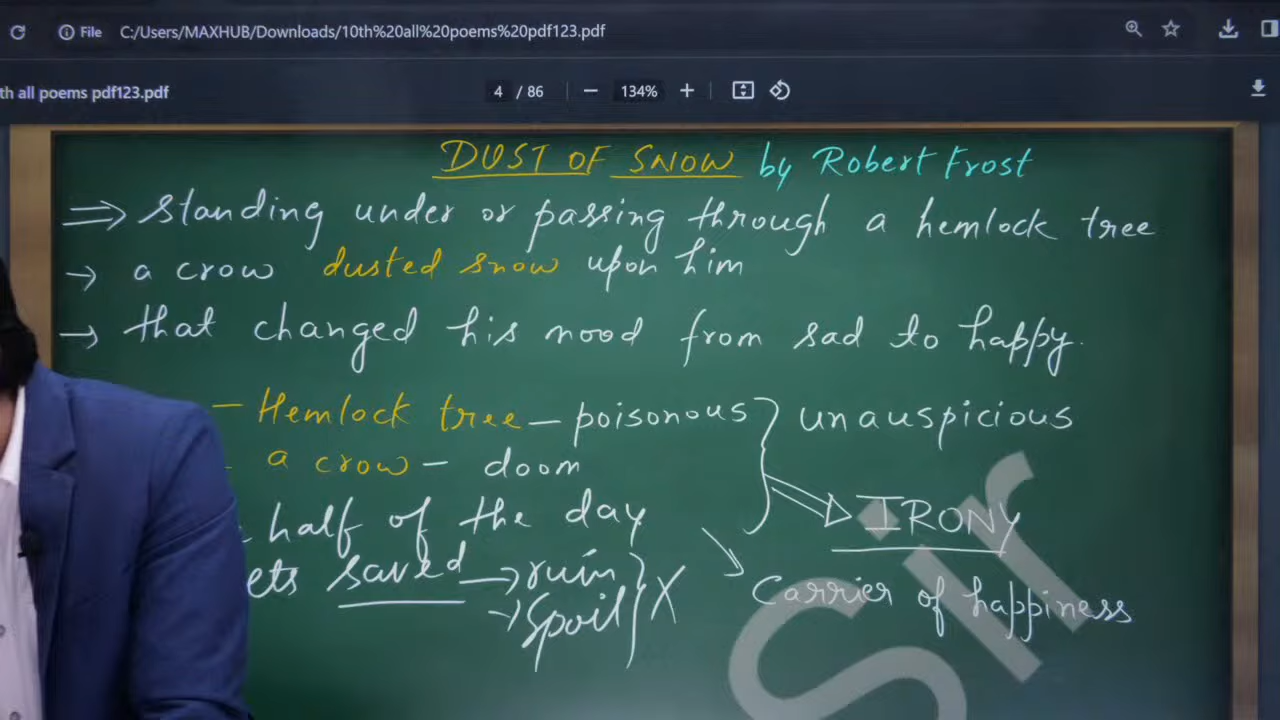 File C:/Users/MAXHUB/Downloads/10th%20all%20poems%20pdf123.pdf
th all poems pdf123.pdf 4 / 86 134%
DUST OF SNOW by Robert Frost
⇒ standing under or passing through a hemlock tree
→ a crow dusted snow upon him
→ that changed his mood from sad to happy.
- Hemlock tree - poisonous } unauspicious
- a crow - doom
⇒ IRONY
half of the day
ets saved → ruin
→ spoil } X
→ Carrier of happiness
Sir